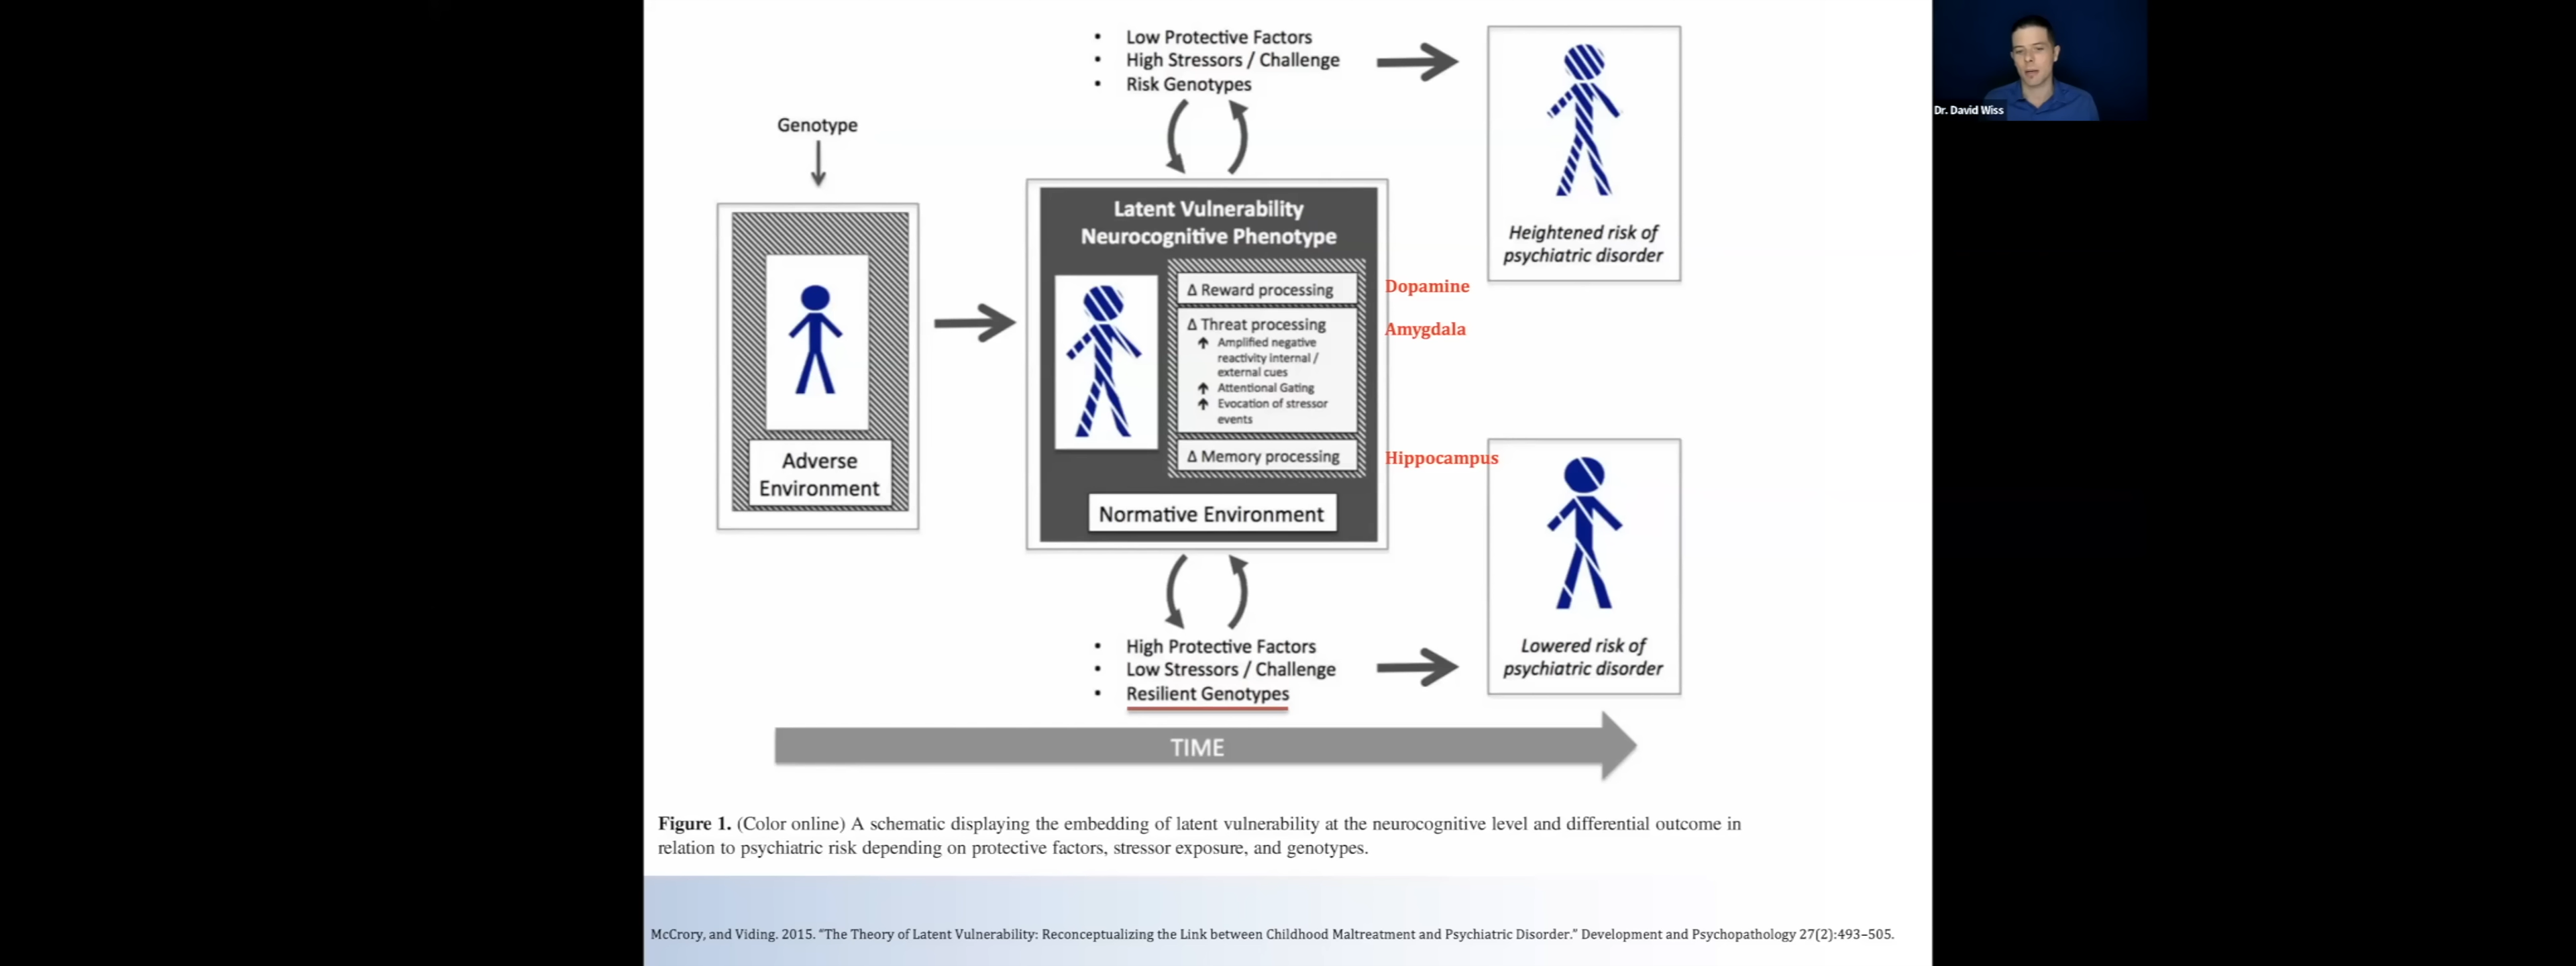 • Low Protective Factors
• High Stressors / Challenge
• Risk Genotypes
Dr. David Wiss
Genotype
Adverse
Environment
Latent Vulnerability
Neurocognitive Phenotype
Δ Reward processing
Δ Threat processing
Amplified negative
reactivity internal /
external cues
Attentional Gating
Evocation of stressor
events
Δ Memory processing
Normative Environment
Dopamine
Amygdala
Hippocampus
Heightened risk of
psychiatric disorder
• High Protective Factors
• Low Stressors / Challenge
• Resilient Genotypes
Lowered risk of
psychiatric disorder
TIME
Figure 1. (Color online) A schematic displaying the embedding of latent vulnerability at the neurocognitive level and differential outcome in
relation to psychiatric risk depending on protective factors, stressor exposure, and genotypes.
McCrory, and Viding. 2015. “The Theory of Latent Vulnerability: Reconceptualizing the Link between Childhood Maltreatment and Psychiatric Disorder.” Development and Psychopathology 27(2):493–505.